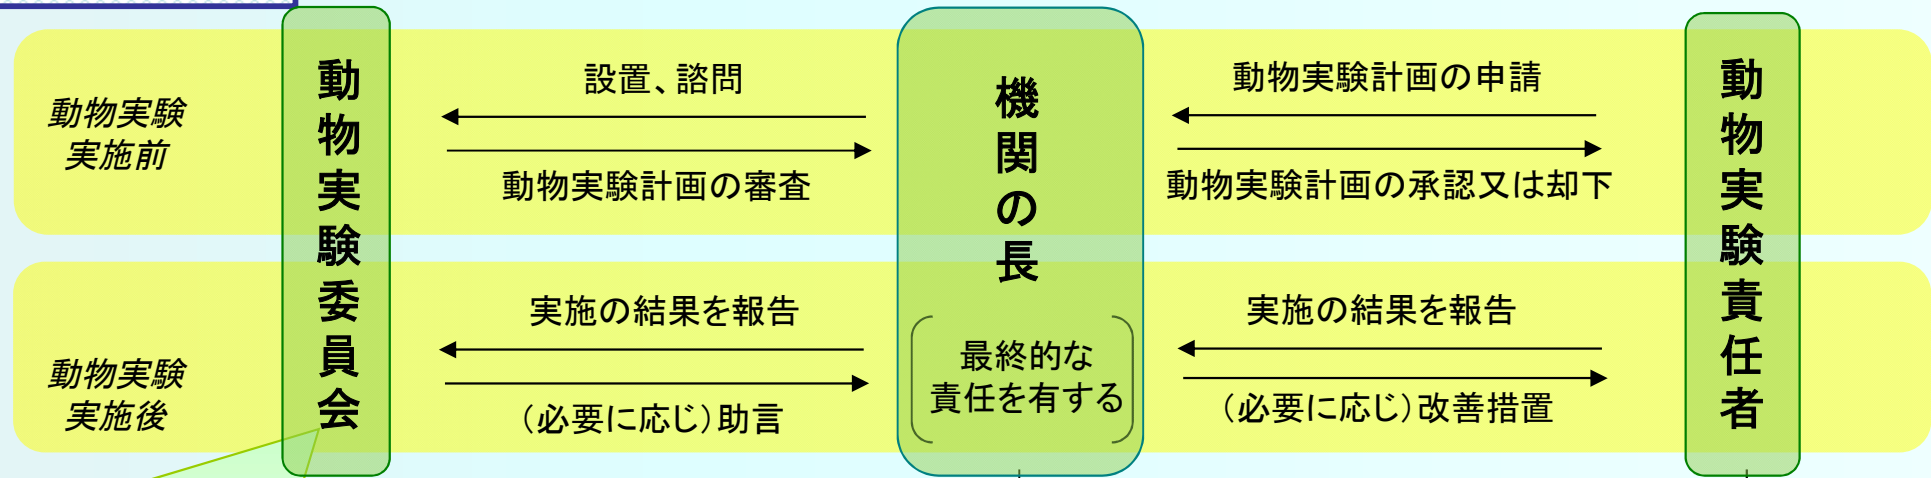 動物実験委員会
機関の長
最終的な
責任を有する
動物実験責任者
動物実験
実施前
設置、諮問
動物実験計画の審査
動物実験計画の申請
動物実験計画の承認又は却下
動物実験
実施後
実施の結果を報告
（必要に応じ）助言
実施の結果を報告
（必要に応じ）改善措置